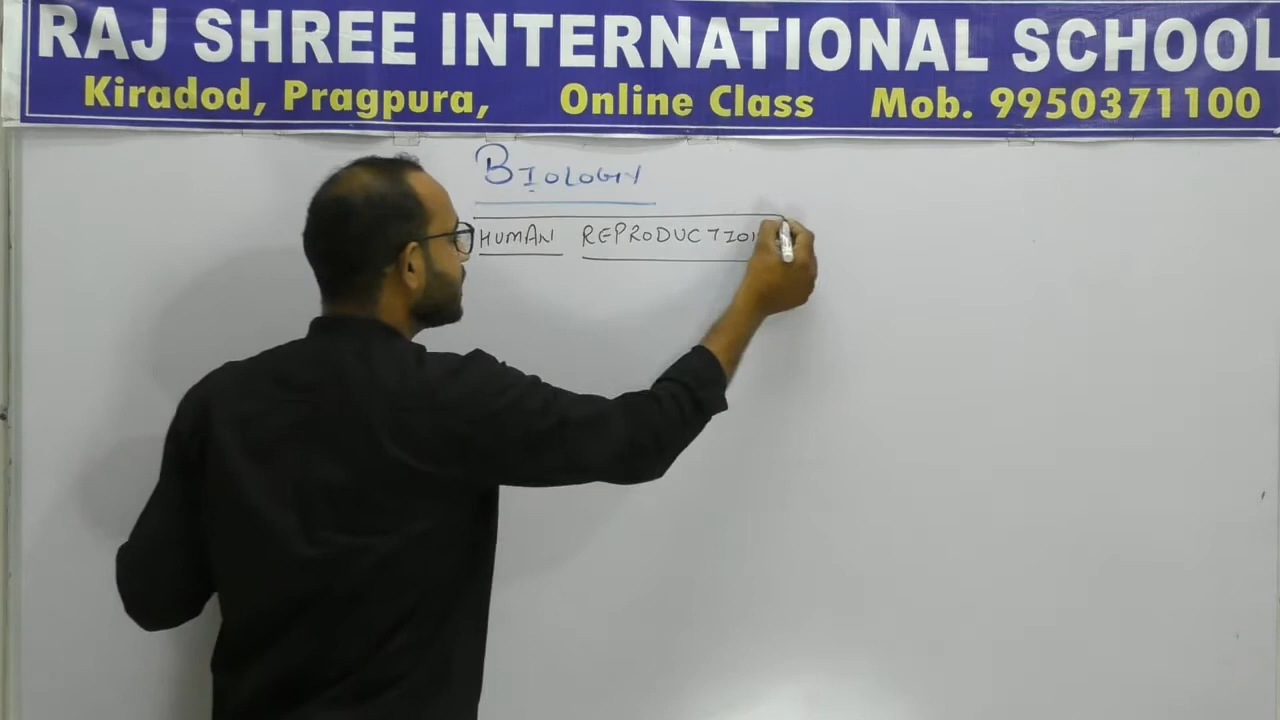 RAJ SHREE INTERNATIONAL SCHOOL
Kiradod, Pragpura, Online Class Mob. 9950371100
BIOLOGY
HUMAN REPRODUCTION